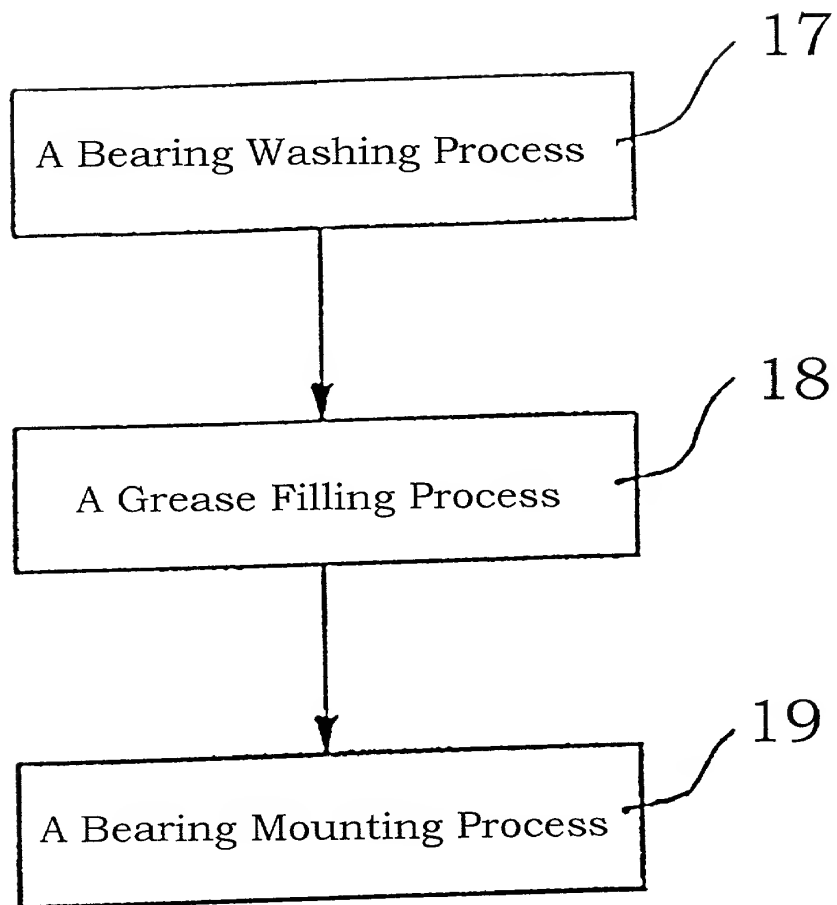 17
A Bearing Washing Process
18
A Grease Filling Process
19
A Bearing Mounting Process